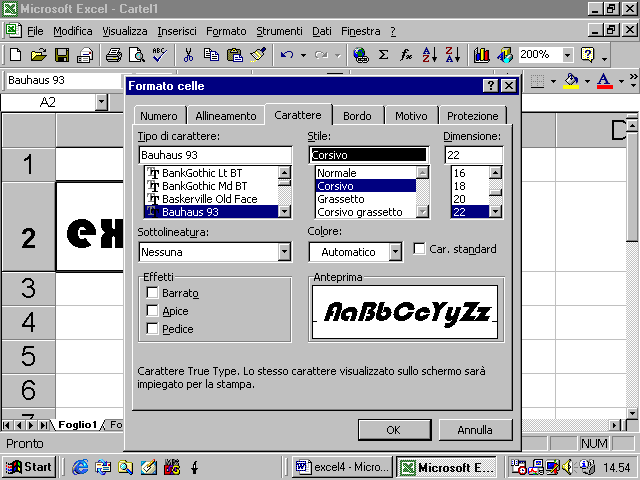 Microsoft Excel - Cartel1
File Modifica Visualizza Inserisci Formato Strumenti Dati Finestra ?
200%
Bauhaus 93
A2
Formato celle
Numero Allineamento Carattere Bordo Motivo Protezione
Tipo di carattere: Stile: Dimensione:
Bauhaus 93 Corsivo 22
BankGothic Lt BT Normale 16
BankGothic Md BT Corsivo 18
Baskerville Old Face Grassetto 20
Bauhaus 93 Corsivo grassetto 22
Sottolineatura: Colore:
Nessuna Automatico Car. standard
Effetti Anteprima
Barrato
Apice
Pedice
AaBbCcYyZz
Carattere True Type. Lo stesso carattere visualizzato sullo schermo sarà
impiegato per la stampa.
OK Annulla
D
1
2 ex
3
4
5
6
7
Foglio1 Fo
Pronto NUM
Start excel4 - Micro... Microsoft E... 14.54